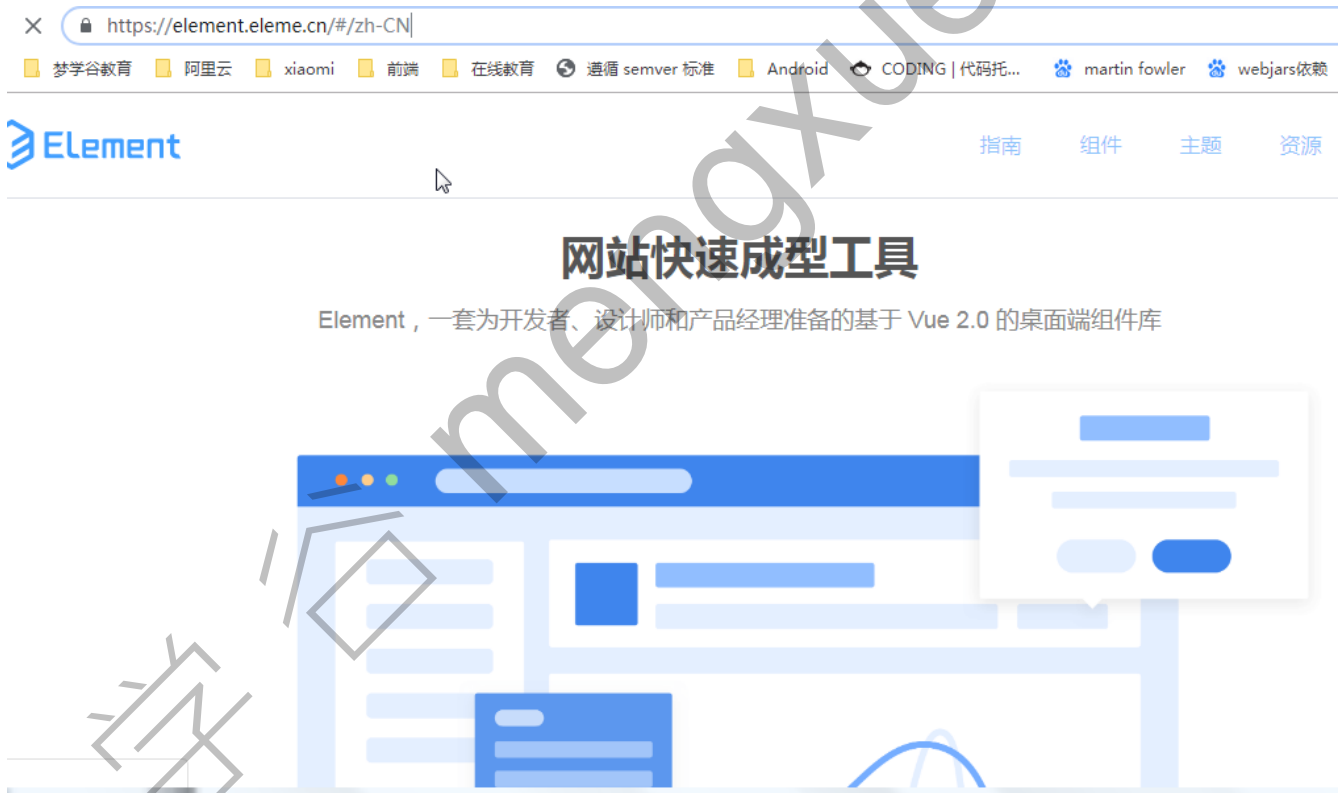 https://element.eleme.cn/#/zh-CN
梦学谷教育 阿里云 xiaomi 前端 在线教育 遵循 semver 标准 Android CODING | 代码托... martin fowler webjars依赖
Element 指南 组件 主题 资源
网站快速成型工具
Element，一套为开发者、设计师和产品经理准备的基于 Vue 2.0 的桌面端组件库
学谷 mengxue